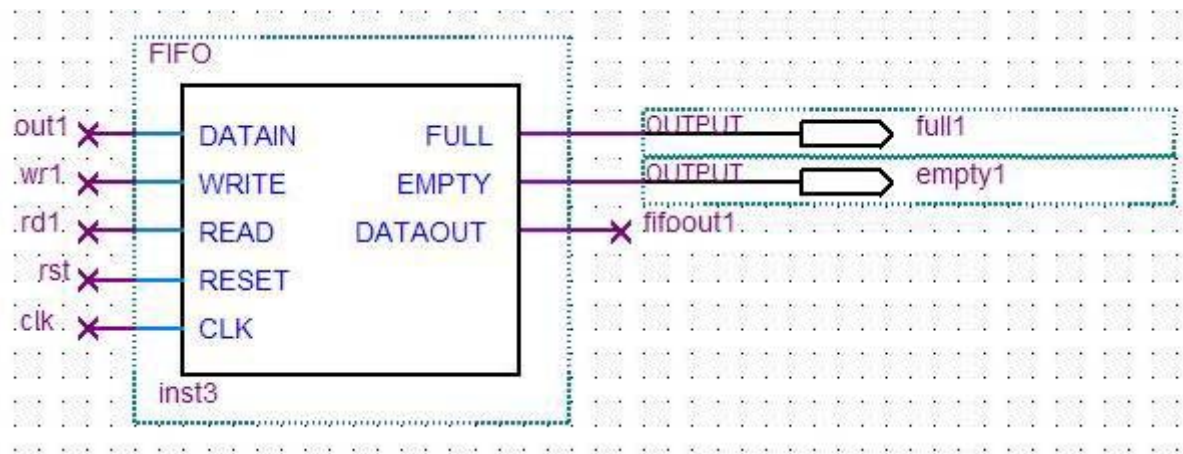 FIFO
out1 DATAIN FULL OUTPUT full1
wr1 WRITE EMPTY OUTPUT empty1
rd1 READ DATAOUT fifoout1
rst RESET
clk CLK
inst3